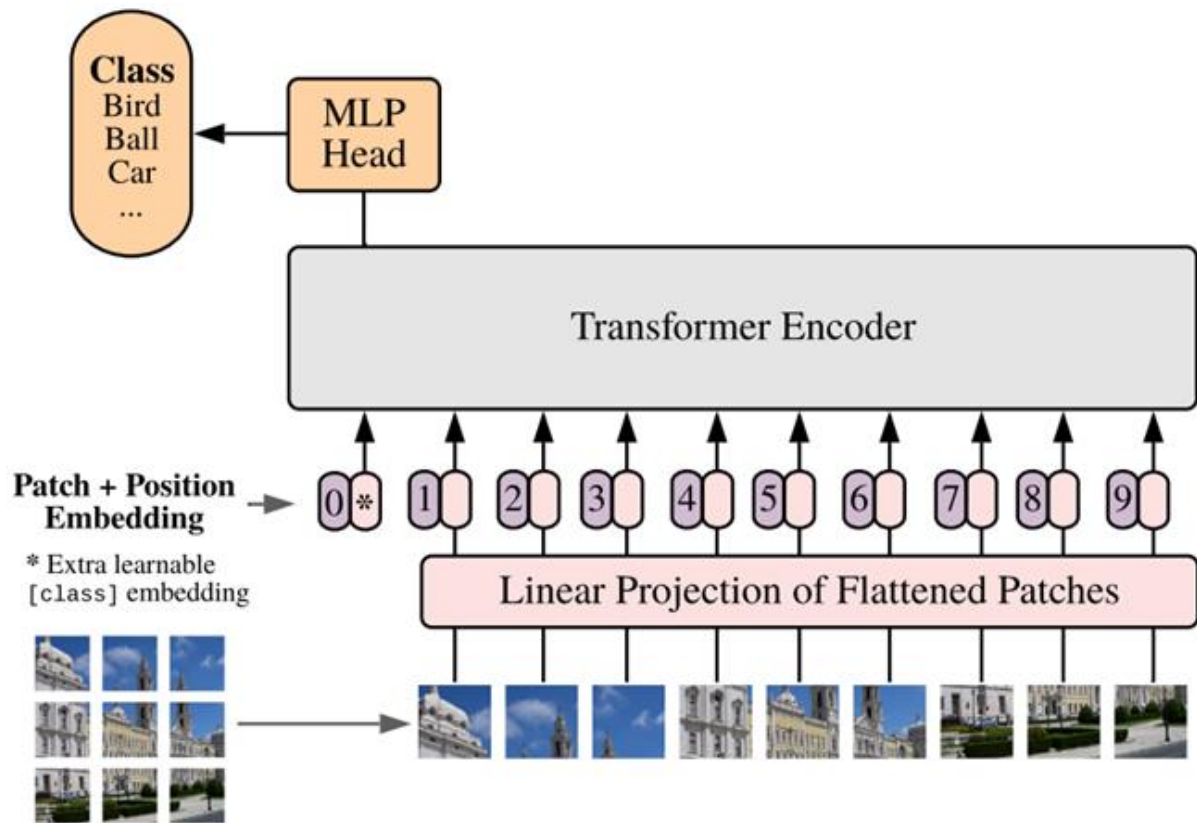 Class
Bird
Ball
Car
...
MLP
Head
Transformer Encoder
Patch + Position
Embedding
0 * 1 2 3 4 5 6 7 8 9
* Extra learnable
[class] embedding
Linear Projection of Flattened Patches